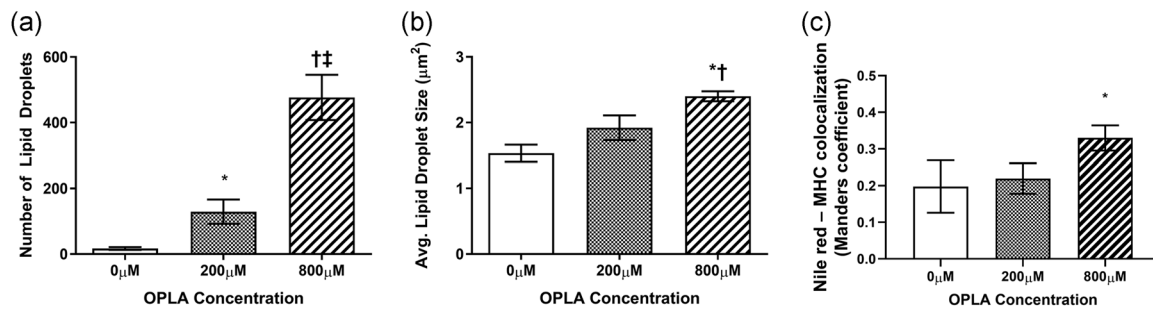 (a)
Number of Lipid Droplets
600
400
200
0
*
†‡
0μM
200μM
800μM
OPLA Concentration
(b)
Avg. Lipid Droplet Size (μm²)
3
2
1
0
*†
0μM
200μM
800μM
OPLA Concentration
(c)
Nile red – MHC colocalization
(Manders coefficient)
0.5
0.4
0.3
0.2
0.1
0.0
*
0μM
200μM
800μM
OPLA Concentration